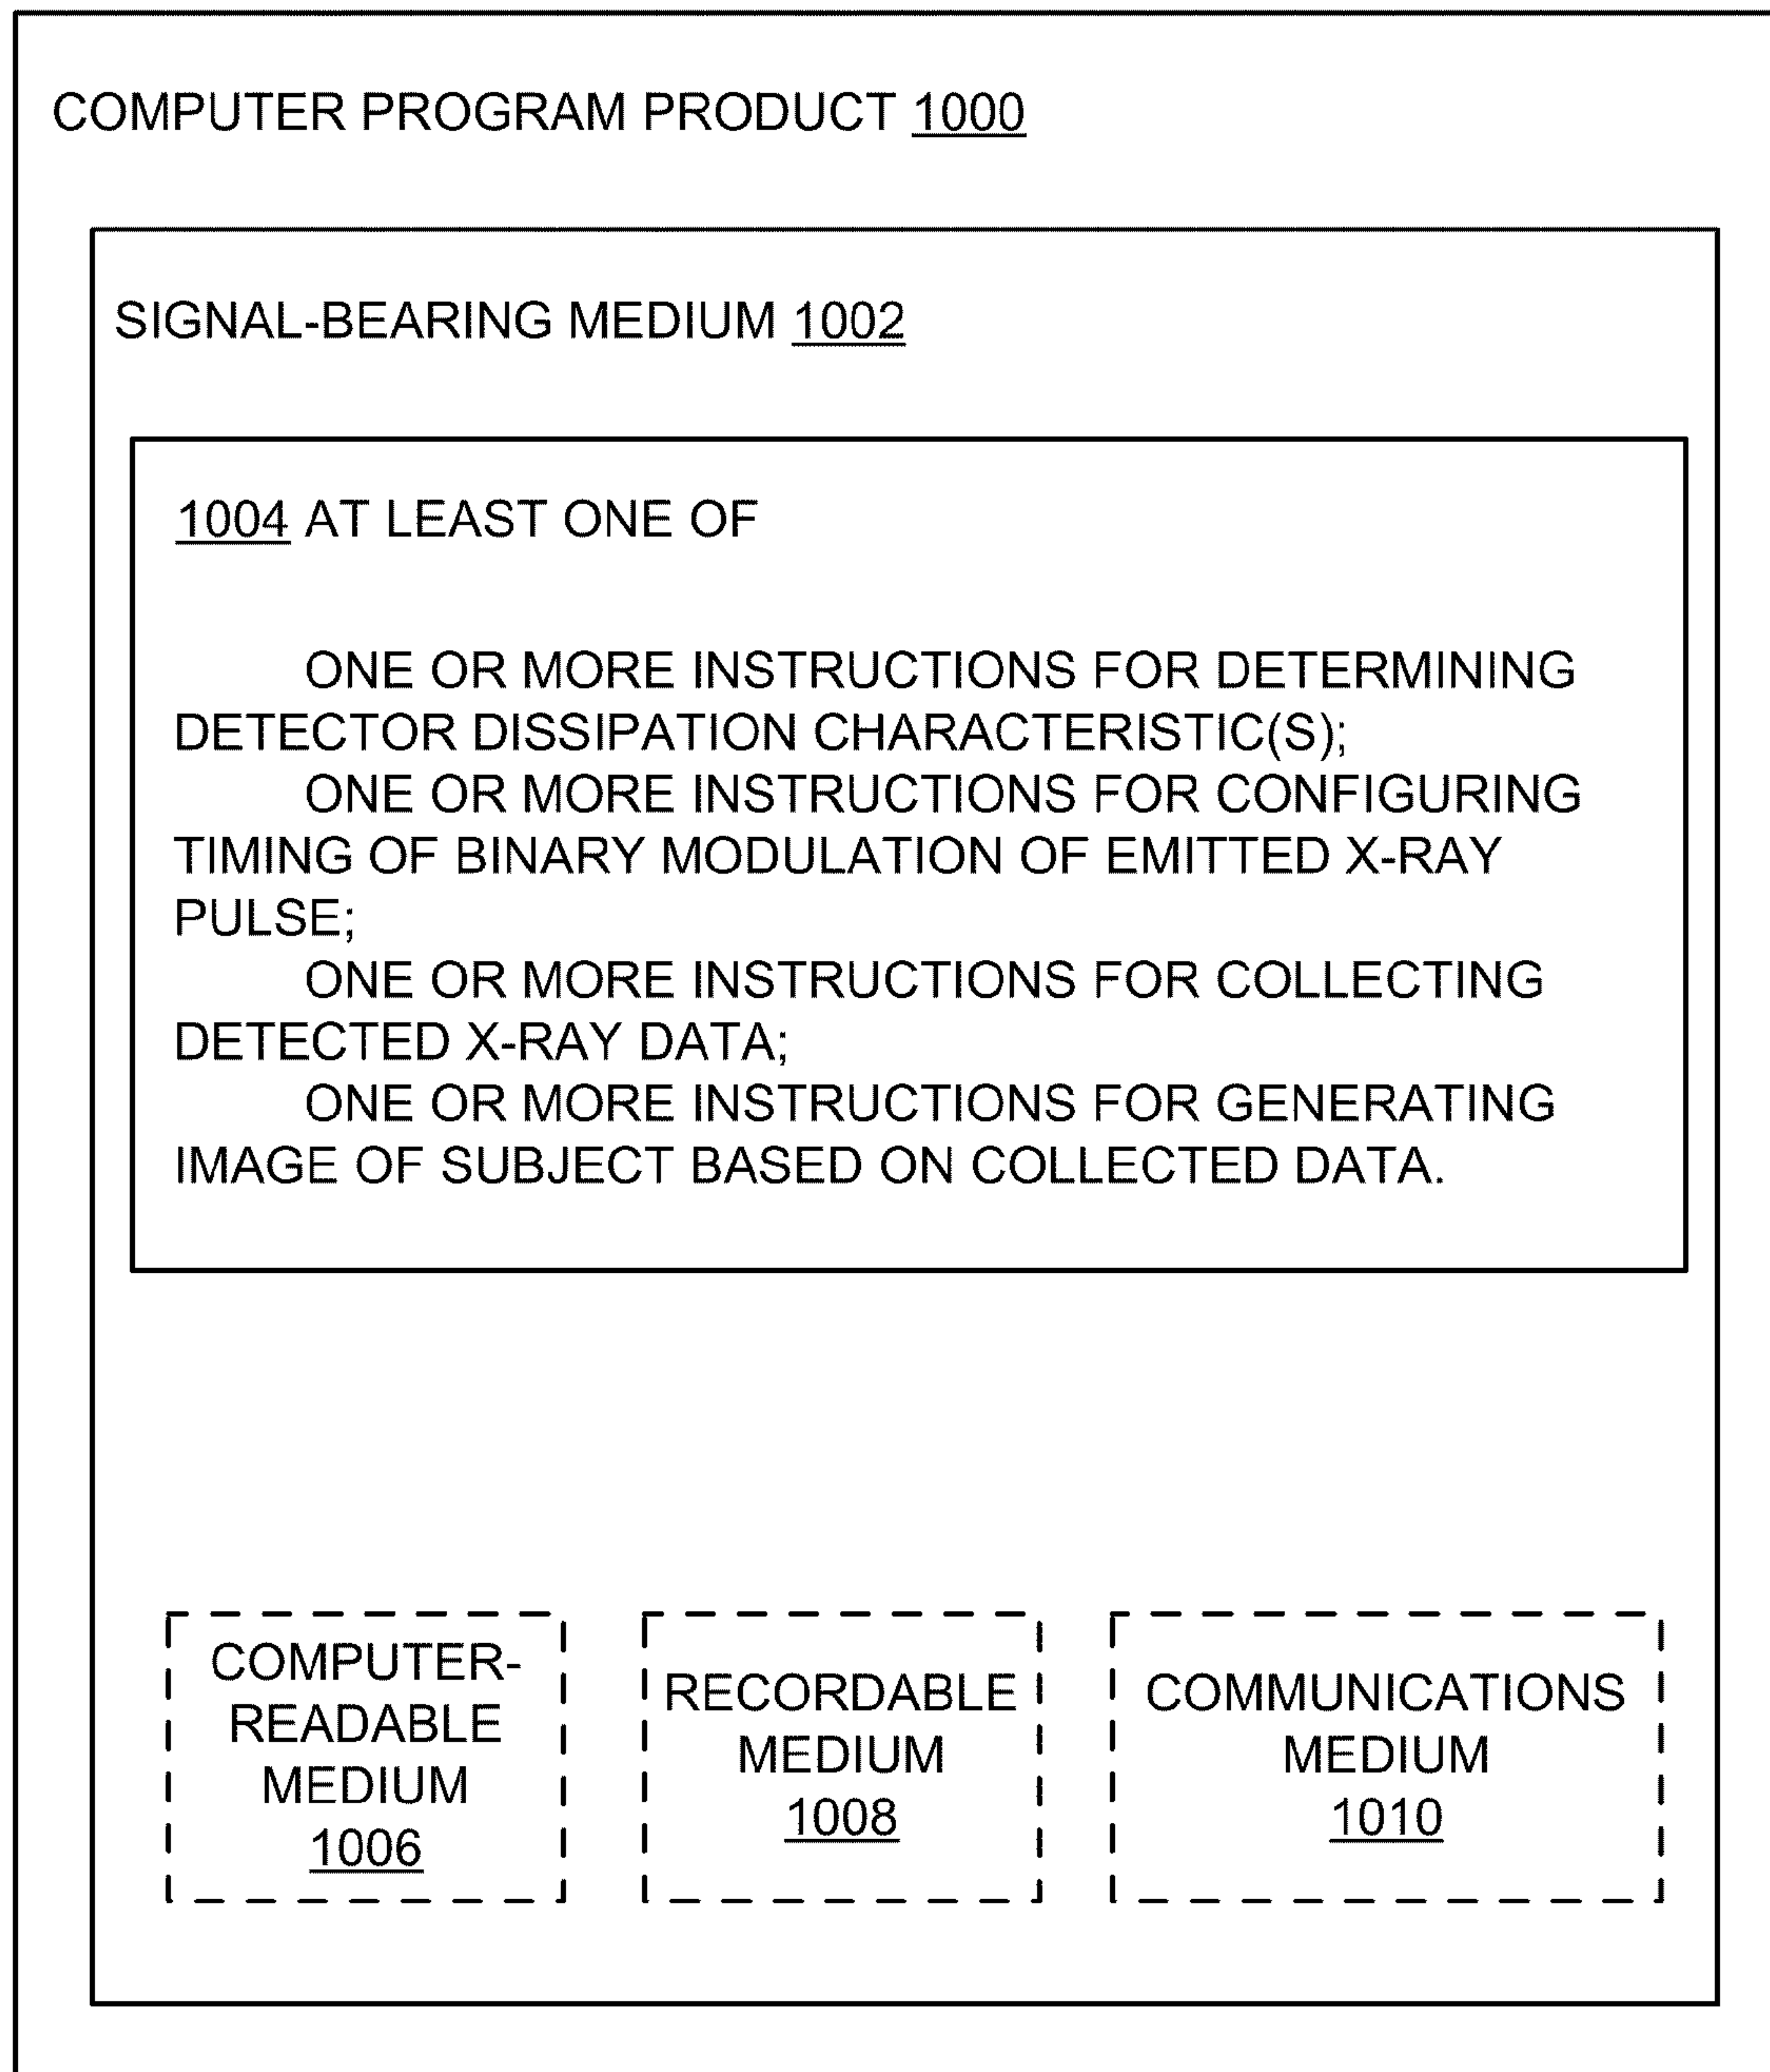 COMPUTER PROGRAM PRODUCT 1000
SIGNAL-BEARING MEDIUM 1002
1004 AT LEAST ONE OF
ONE OR MORE INSTRUCTIONS FOR DETERMINING
DETECTOR DISSIPATION CHARACTERISTIC(S);
ONE OR MORE INSTRUCTIONS FOR CONFIGURING
TIMING OF BINARY MODULATION OF EMITTED X-RAY
PULSE;
ONE OR MORE INSTRUCTIONS FOR COLLECTING
DETECTED X-RAY DATA;
ONE OR MORE INSTRUCTIONS FOR GENERATING
IMAGE OF SUBJECT BASED ON COLLECTED DATA.
COMPUTER-
READABLE
MEDIUM
1006
RECORDABLE
MEDIUM
1008
COMMUNICATIONS
MEDIUM
1010